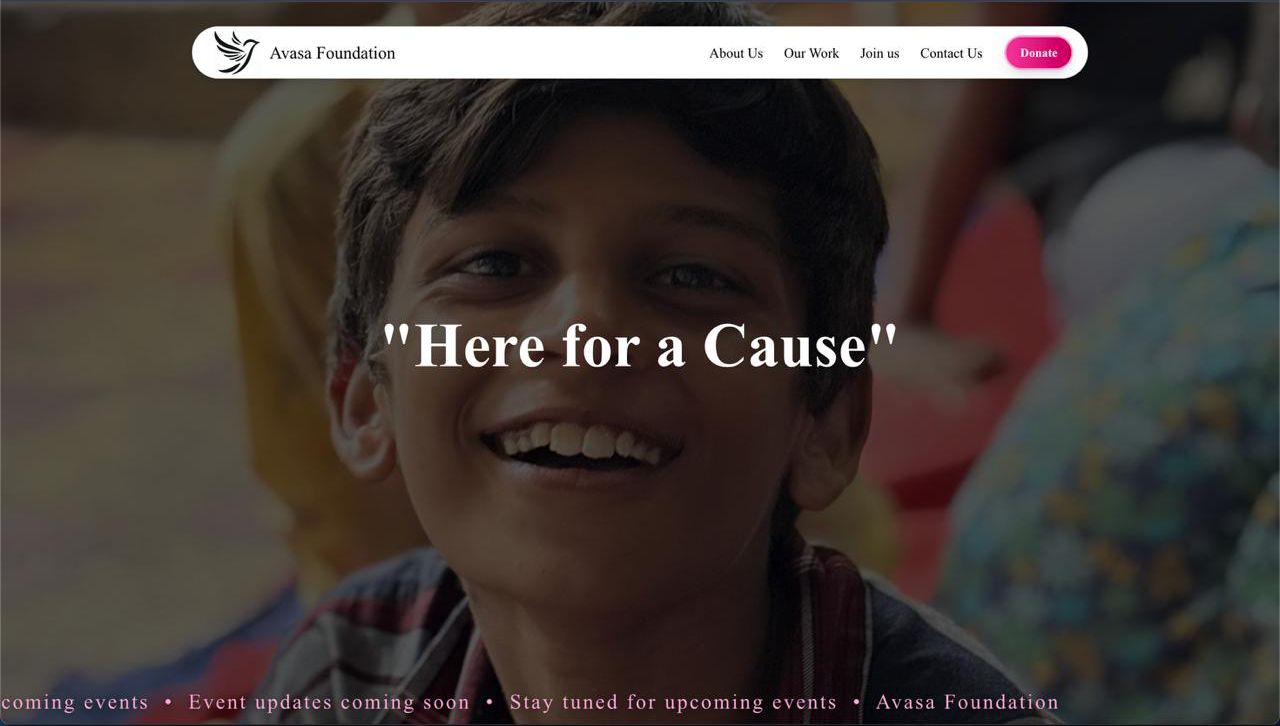 Avasa Foundation
About Us
Our Work
Join us
Contact Us
Donate
"Here for a Cause"
coming events • Event updates coming soon • Stay tuned for upcoming events • Avasa Foundation